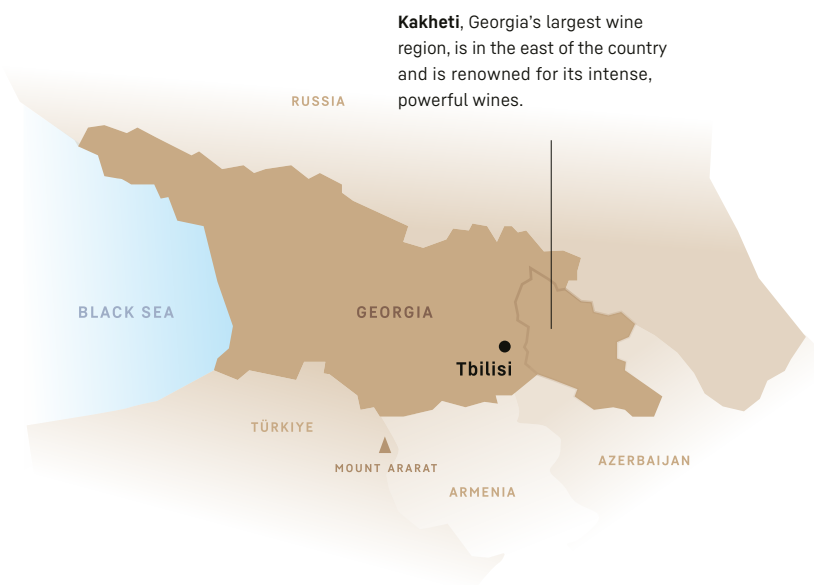 Kakheti, Georgia’s largest wine
region, is in the east of the country
and is renowned for its intense,
powerful wines.
RUSSIA
BLACK SEA
GEORGIA
Tbilisi
TÜRKIYE
MOUNT ARARAT
AZERBAIJAN
ARMENIA